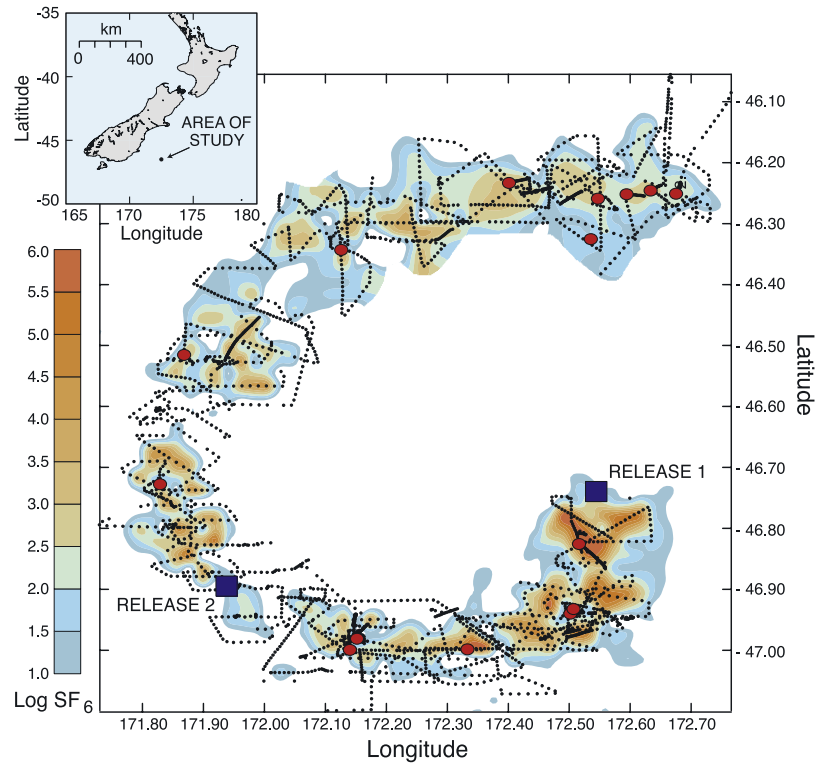 -35
km
0 400
-40
Latitude
AREA OF
STUDY
-45
-50
165 170 175 180
Longitude
- 46.10
46.20
- 46.30
- 46.40
- 46.50
- 46.60
- 46.70
- 46.80
- 46.90
- 47.00
Latitude
6.0
5.5
5.0
4.5
4.0
3.5
3.0
2.5
2.0
1.5
1.0
Log SF6
RELEASE 1
RELEASE 2
171.80 171.90 172.00 172.10 172.20 172.30 172.40 172.50 172.60 172.70
Longitude